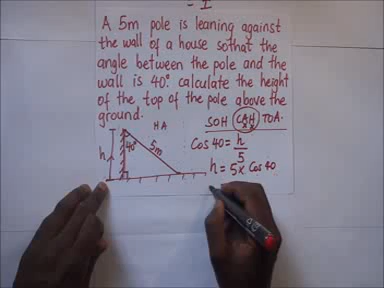 A 5m pole is leaning against
the wall of a house so that the
angle between the pole and the
wall is 40° calculate the height
of the top of the pole above the
ground.
HA
SOH CAH TOA
h 40° 5m
Cos 40 = h/5
h = 5 x Cos 40